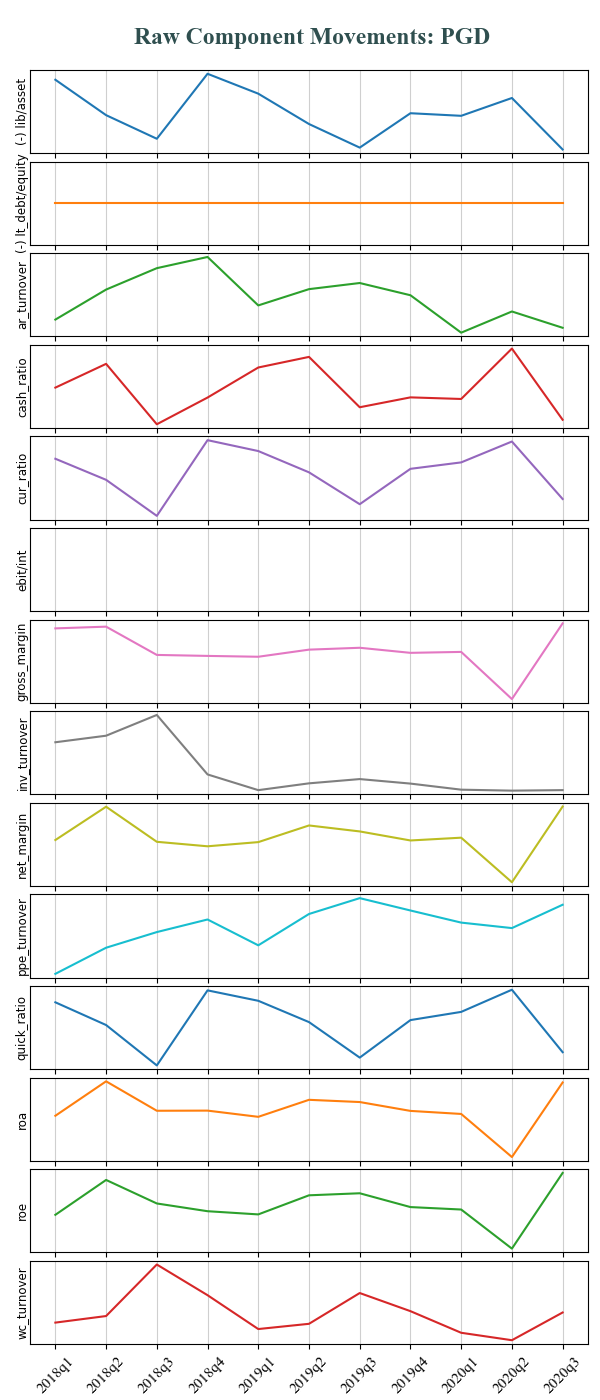 Raw Component Movements: PGD
(-) lib/asset
(-) lt_debt/equity
ar_turnover
cash_ratio
cur_ratio
ebit/int
gross_margin
inv_turnover
net_margin
ppe_turnover
quick_ratio
roa
roe
wc_turnover
2018q1 2018q2 2018q3 2018q4 2019q1 2019q2 2019q3 2019q4 2020q1 2020q2 2020q3